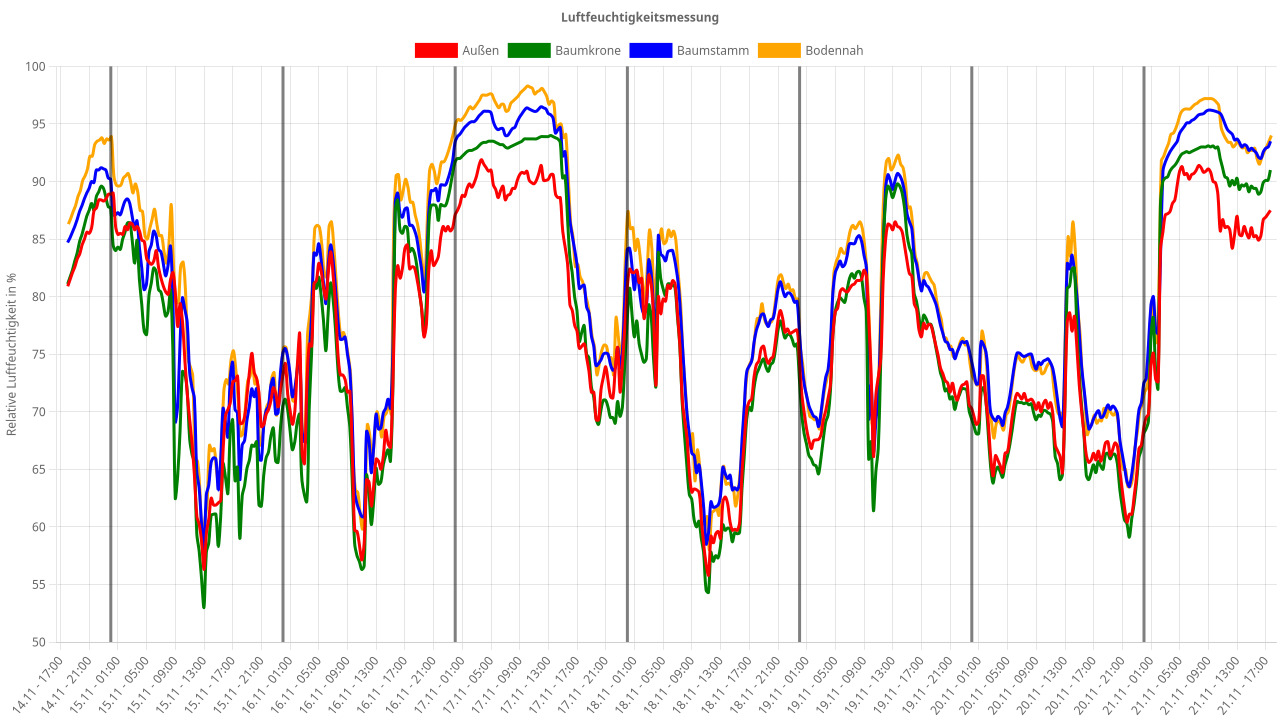 Luftfeuchtigkeitsmessung
Außen Baumkrone Baumstamm Bodennah
Relative Luftfeuchtigkeit in %
100
95
90
85
80
75
70
65
60
55
50
14.11 - 17:00
14.11 - 21:00
15.11 - 01:00
15.11 - 05:00
15.11 - 09:00
15.11 - 13:00
15.11 - 17:00
15.11 - 21:00
16.11 - 01:00
16.11 - 05:00
16.11 - 09:00
16.11 - 13:00
16.11 - 17:00
16.11 - 21:00
17.11 - 01:00
17.11 - 05:00
17.11 - 09:00
17.11 - 13:00
17.11 - 17:00
17.11 - 21:00
18.11 - 01:00
18.11 - 05:00
18.11 - 09:00
18.11 - 13:00
18.11 - 17:00
18.11 - 21:00
19.11 - 01:00
19.11 - 05:00
19.11 - 09:00
19.11 - 13:00
19.11 - 17:00
19.11 - 21:00
20.11 - 01:00
20.11 - 05:00
20.11 - 09:00
20.11 - 13:00
20.11 - 17:00
20.11 - 21:00
21.11 - 01:00
21.11 - 05:00
21.11 - 09:00
21.11 - 13:00
21.11 - 17:00